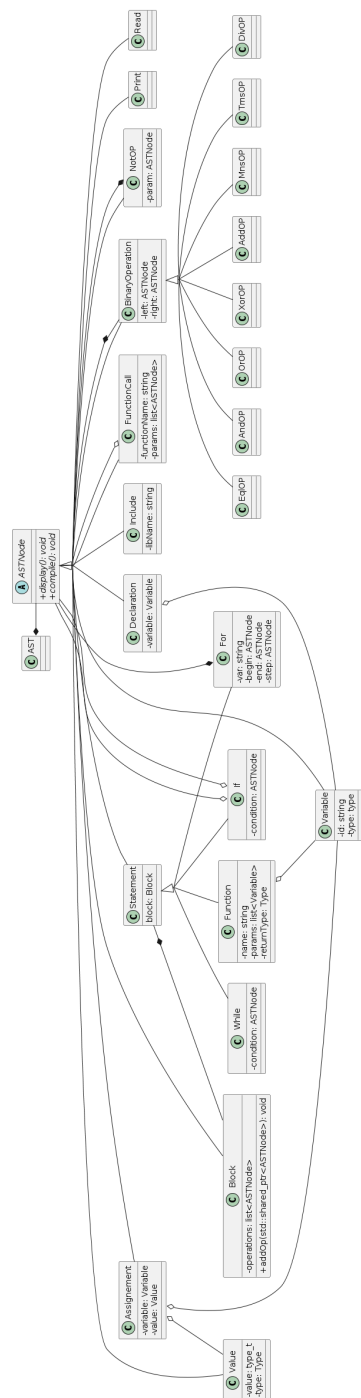 C AST
A ASTNode
+display(): void
+compile(): void
C Assignement
-variable: Variable
-value: Value
C Statement
block: Block
C Declaration
-variable: Variable
C Include
-libName: string
C FunctionCall
-functionName: string
-params: list<ASTNode>
C BinaryOperation
-left: ASTNode
-right: ASTNode
C NotOP
-param: ASTNode
C Print
C Read
C Value
-value: type_t
-type: Type
C Block
-operations: list<ASTNode>
+addOp(std::shared_ptr<ASTNode>): void
C While
-condition: ASTNode
C Function
-name: string
-params: list<Variable>
-returnType: Type
C If
-condition: ASTNode
C For
-var: string
-begin: ASTNode
-end: ASTNode
-step: ASTNode
C EqlOP
C AndOP
C OrOP
C XorOP
C AddOP
C MnsOP
C TmsOP
C DivOP
C Variable
-id: string
-type: type